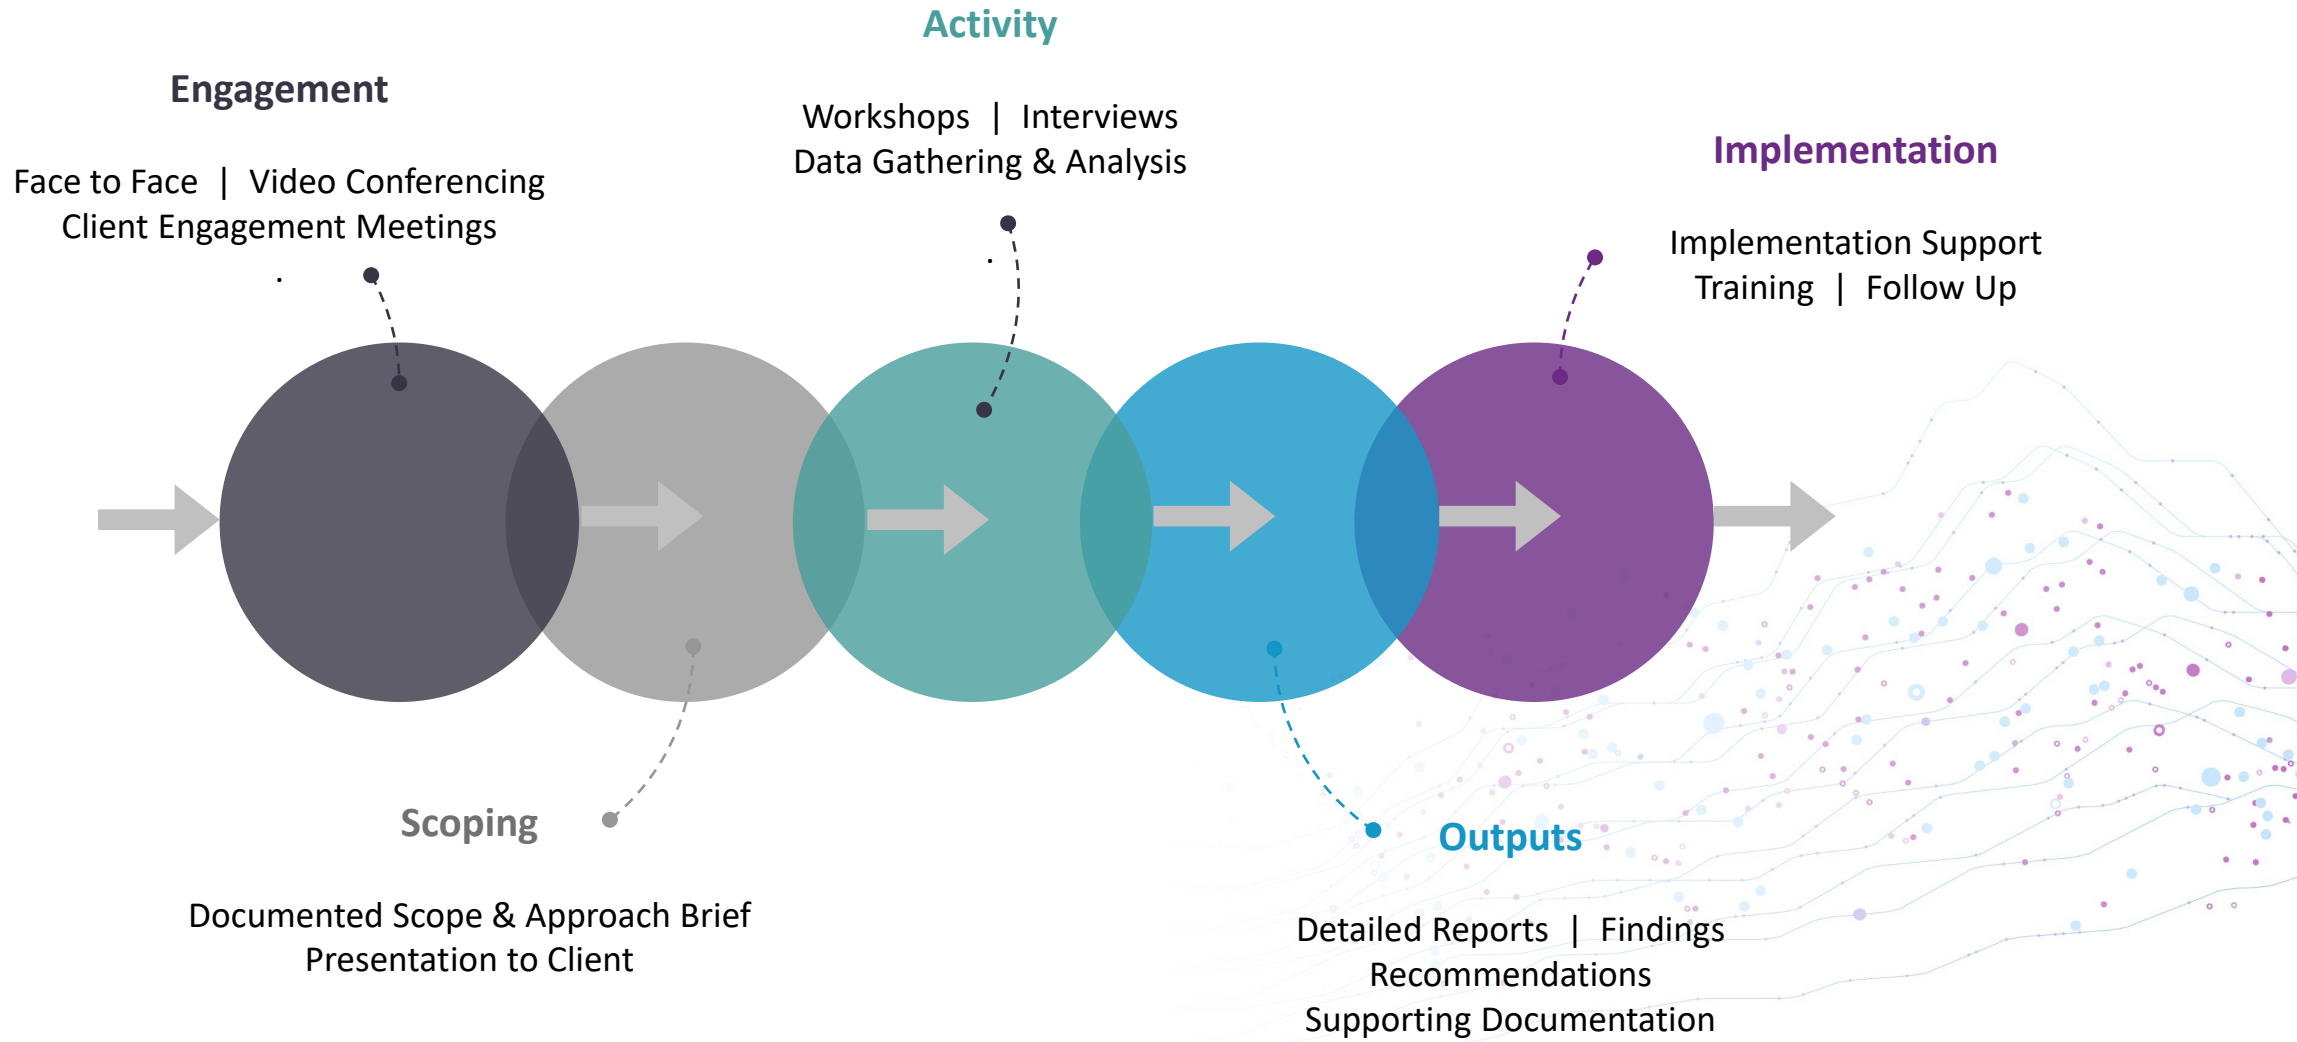 Engagement
Face to Face | Video Conferencing
Client Engagement Meetings
.
Scoping
Documented Scope & Approach Brief
Presentation to Client
Activity
Workshops | Interviews
Data Gathering & Analysis
.
Outputs
Detailed Reports | Findings
Recommendations
Supporting Documentation
Implementation
Implementation Support
Training | Follow Up